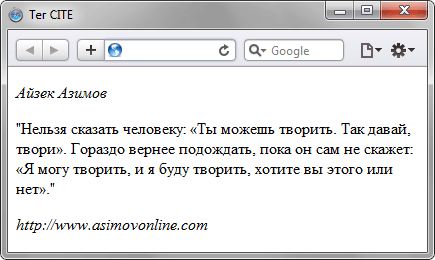 Тег CITE
Google
Айзек Азимов
"Нельзя сказать человеку: «Ты можешь творить. Так давай,
твори». Гораздо вернее подождать, пока он сам не скажет:
«Я могу творить, и я буду творить, хотите вы этого или
нет»."
http://www.asimovonline.com